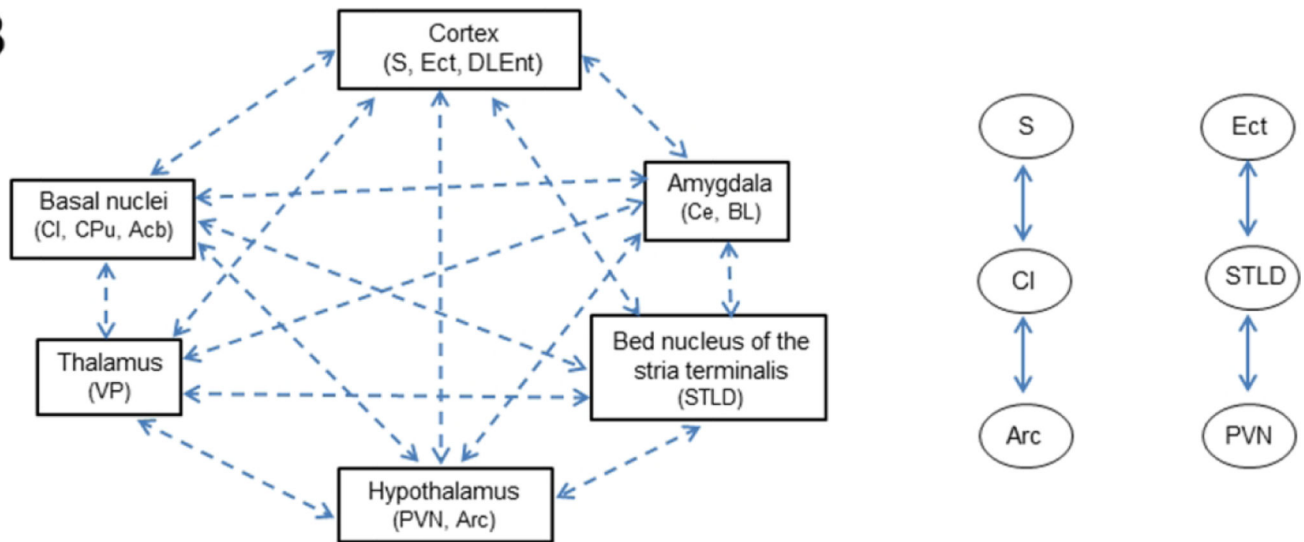 B
Cortex
(S, Ect, DLEnt)
Basal nuclei
(Cl, CPu, Acb)
Amygdala
(Ce, BL)
Thalamus
(VP)
Bed nucleus of the
stria terminalis
(STLD)
Hypothalamus
(PVN, Arc)
S
Ect
Cl
STLD
Arc
PVN